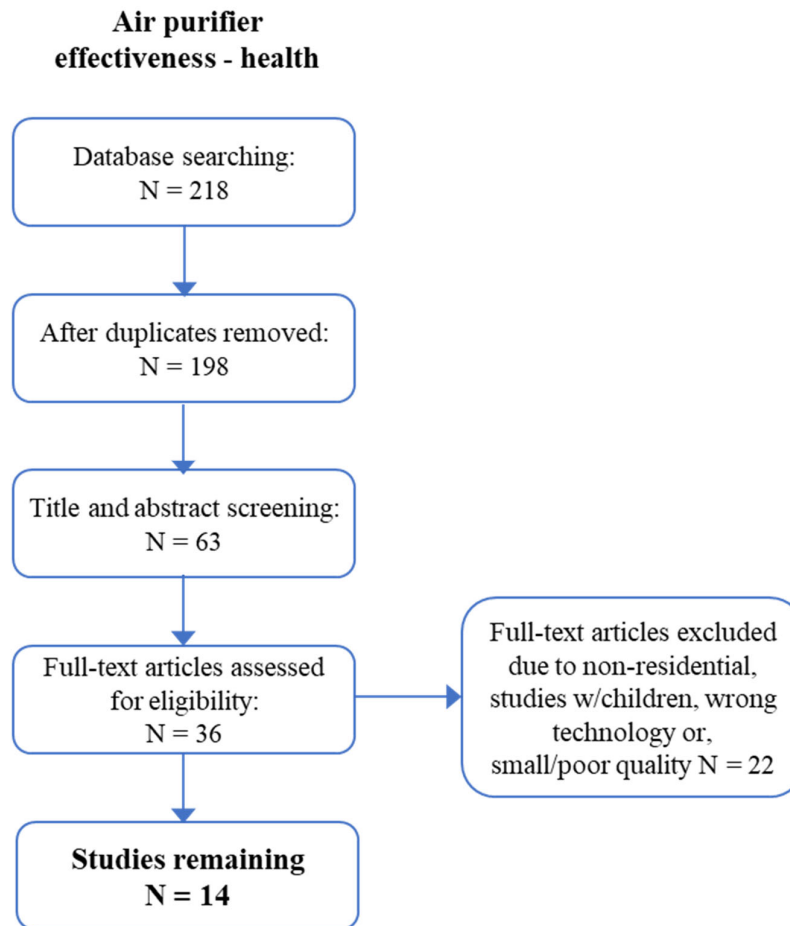 Air purifier
effectiveness - health
Database searching:
N = 218
After duplicates removed:
N = 198
Title and abstract screening:
N = 63
Full-text articles assessed
for eligibility:
N = 36
Full-text articles excluded
due to non-residential,
studies w/children, wrong
technology or,
small/poor quality N = 22
Studies remaining
N = 14